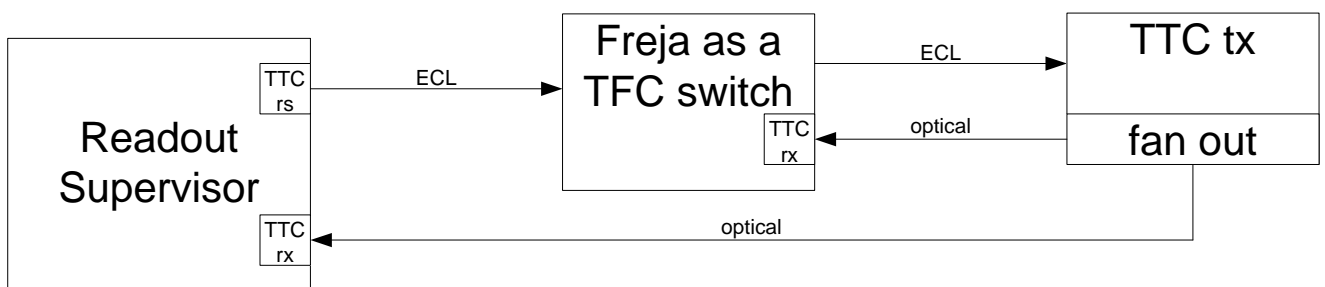 Readout
Supervisor
TTC
rs
TTC
rx
ECL
Freja as a
TFC switch
TTC
rx
ECL
optical
TTC tx
fan out
optical